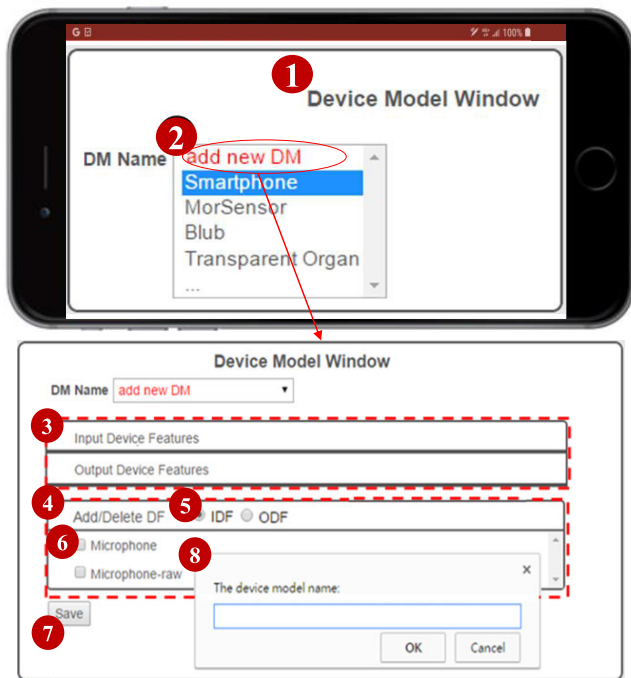 G 100%
1
Device Model Window
2
DM Name add new DM
Smartphone
MorSensor
Blub
Transparent Organ
...
Device Model Window
DM Name add new DM
3
Input Device Features
Output Device Features
4 Add/Delete DF 5 IDF ODF
6 Microphone 8
Microphone-raw
The device model name: x
Save
7
OK Cancel